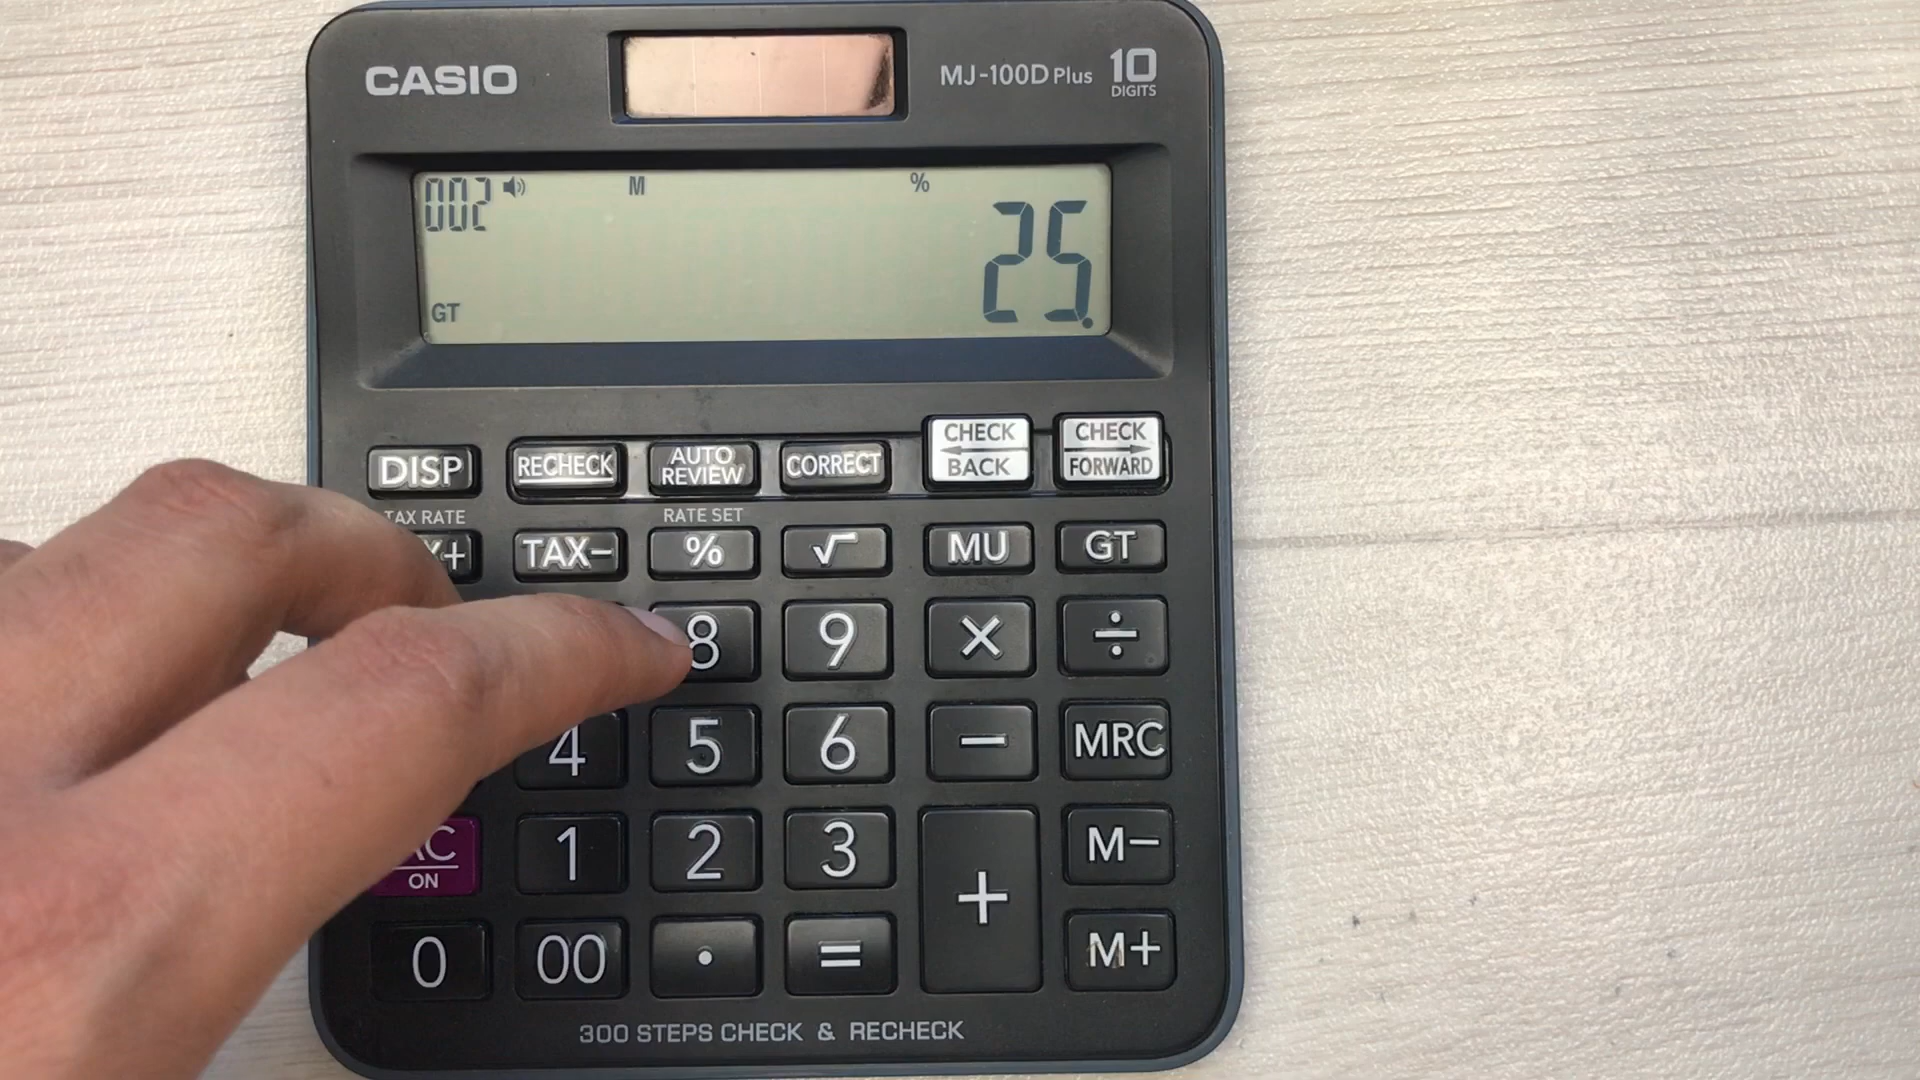 CASIO
MJ-100D Plus
10
DIGITS
002 M %
25.
GT
DISP RECHECK AUTO REVIEW CORRECT CHECK BACK CHECK FORWARD
TAX RATE RATE SET
TAX− % √ MU GT
8 9 × ÷
4 5 6 − MRC
ON 1 2 3 + M−
0 00 . = M+
300 STEPS CHECK & RECHECK